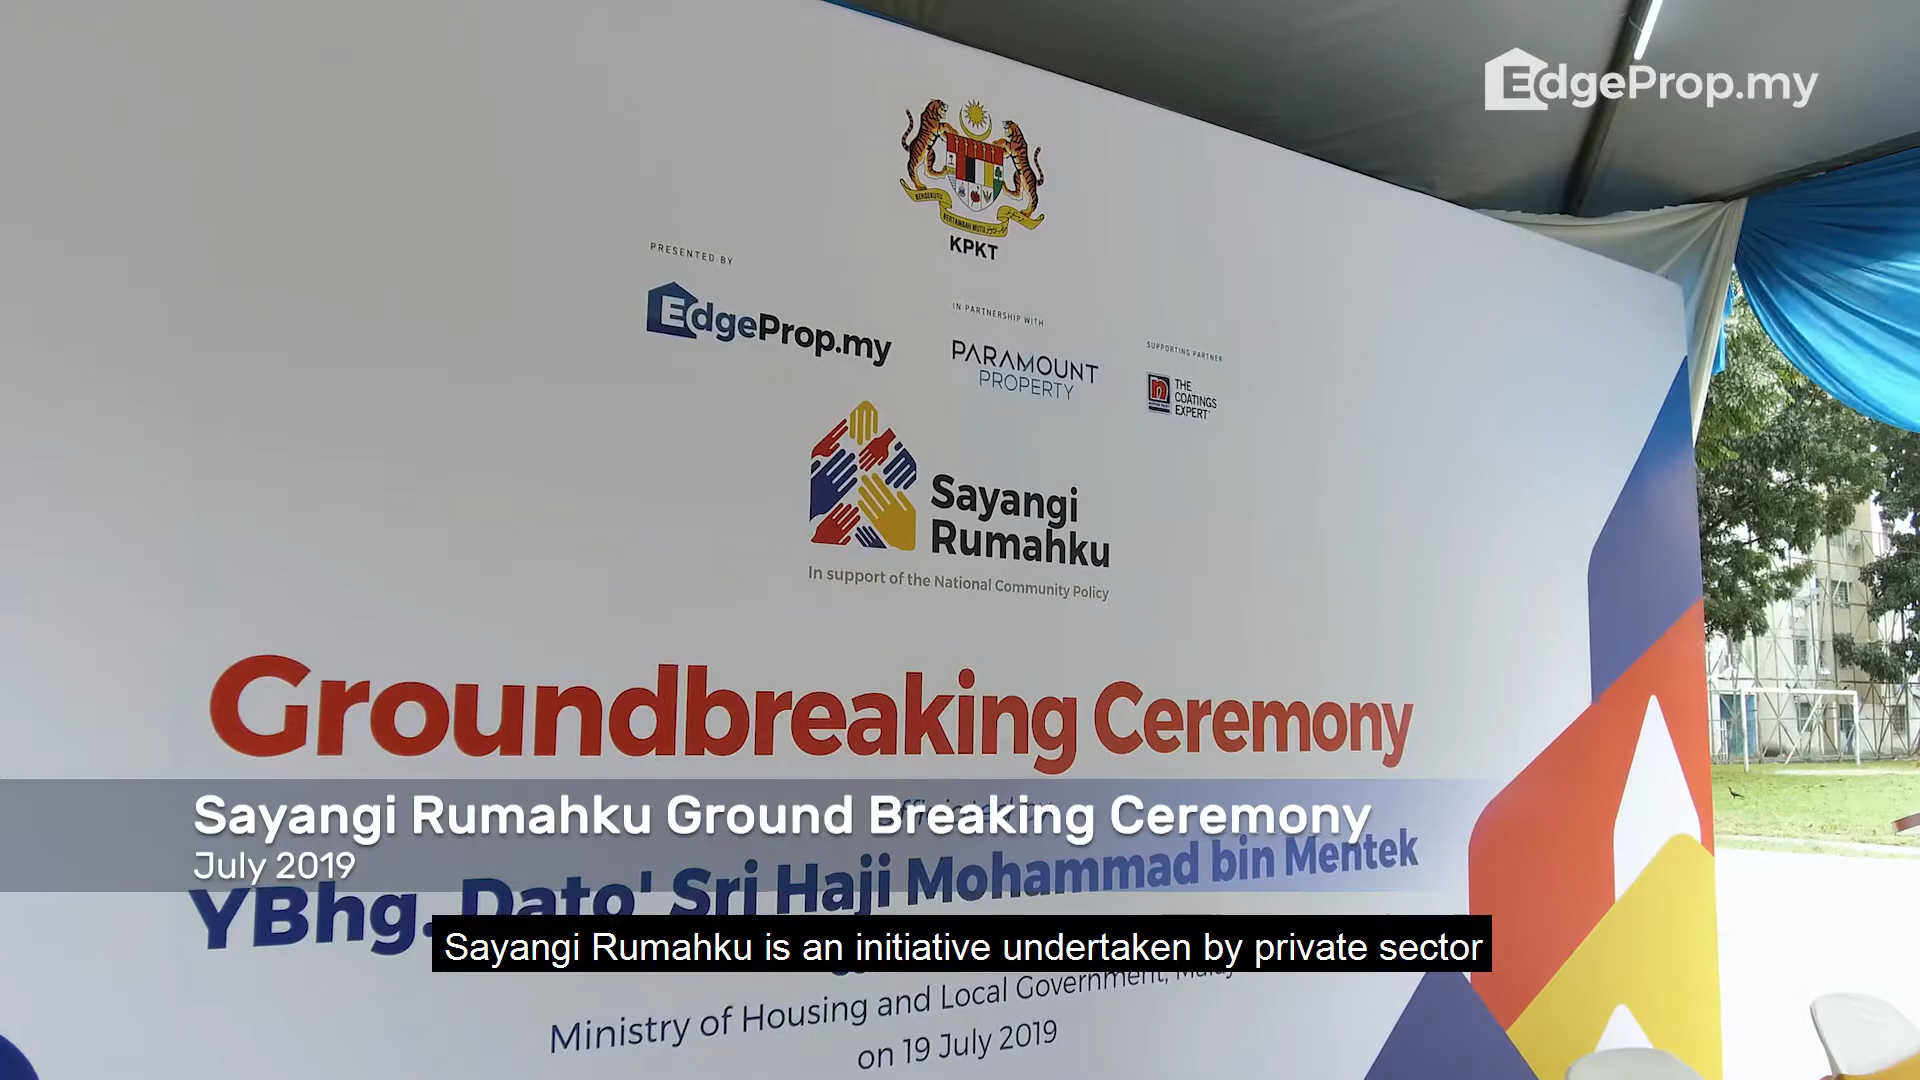 EdgeProp.my
BERSEKUTU BERTAMBAH MUTU
KPKT
PRESENTED BY
EdgeProp.my
IN PARTNERSHIP WITH
PARAMOUNT
PROPERTY
SUPPORTING PARTNER
THE
COATINGS
EXPERT
Sayangi
Rumahku
In support of the National Community Policy
Groundbreaking Ceremony
Sayangi Rumahku Ground Breaking Ceremony
July 2019
YBhg. Dato' Sri Haji Mohammad bin Mentek
Sayangi Rumahku is an initiative undertaken by private sector
Ministry of Housing and Local Government,
on 19 July 2019